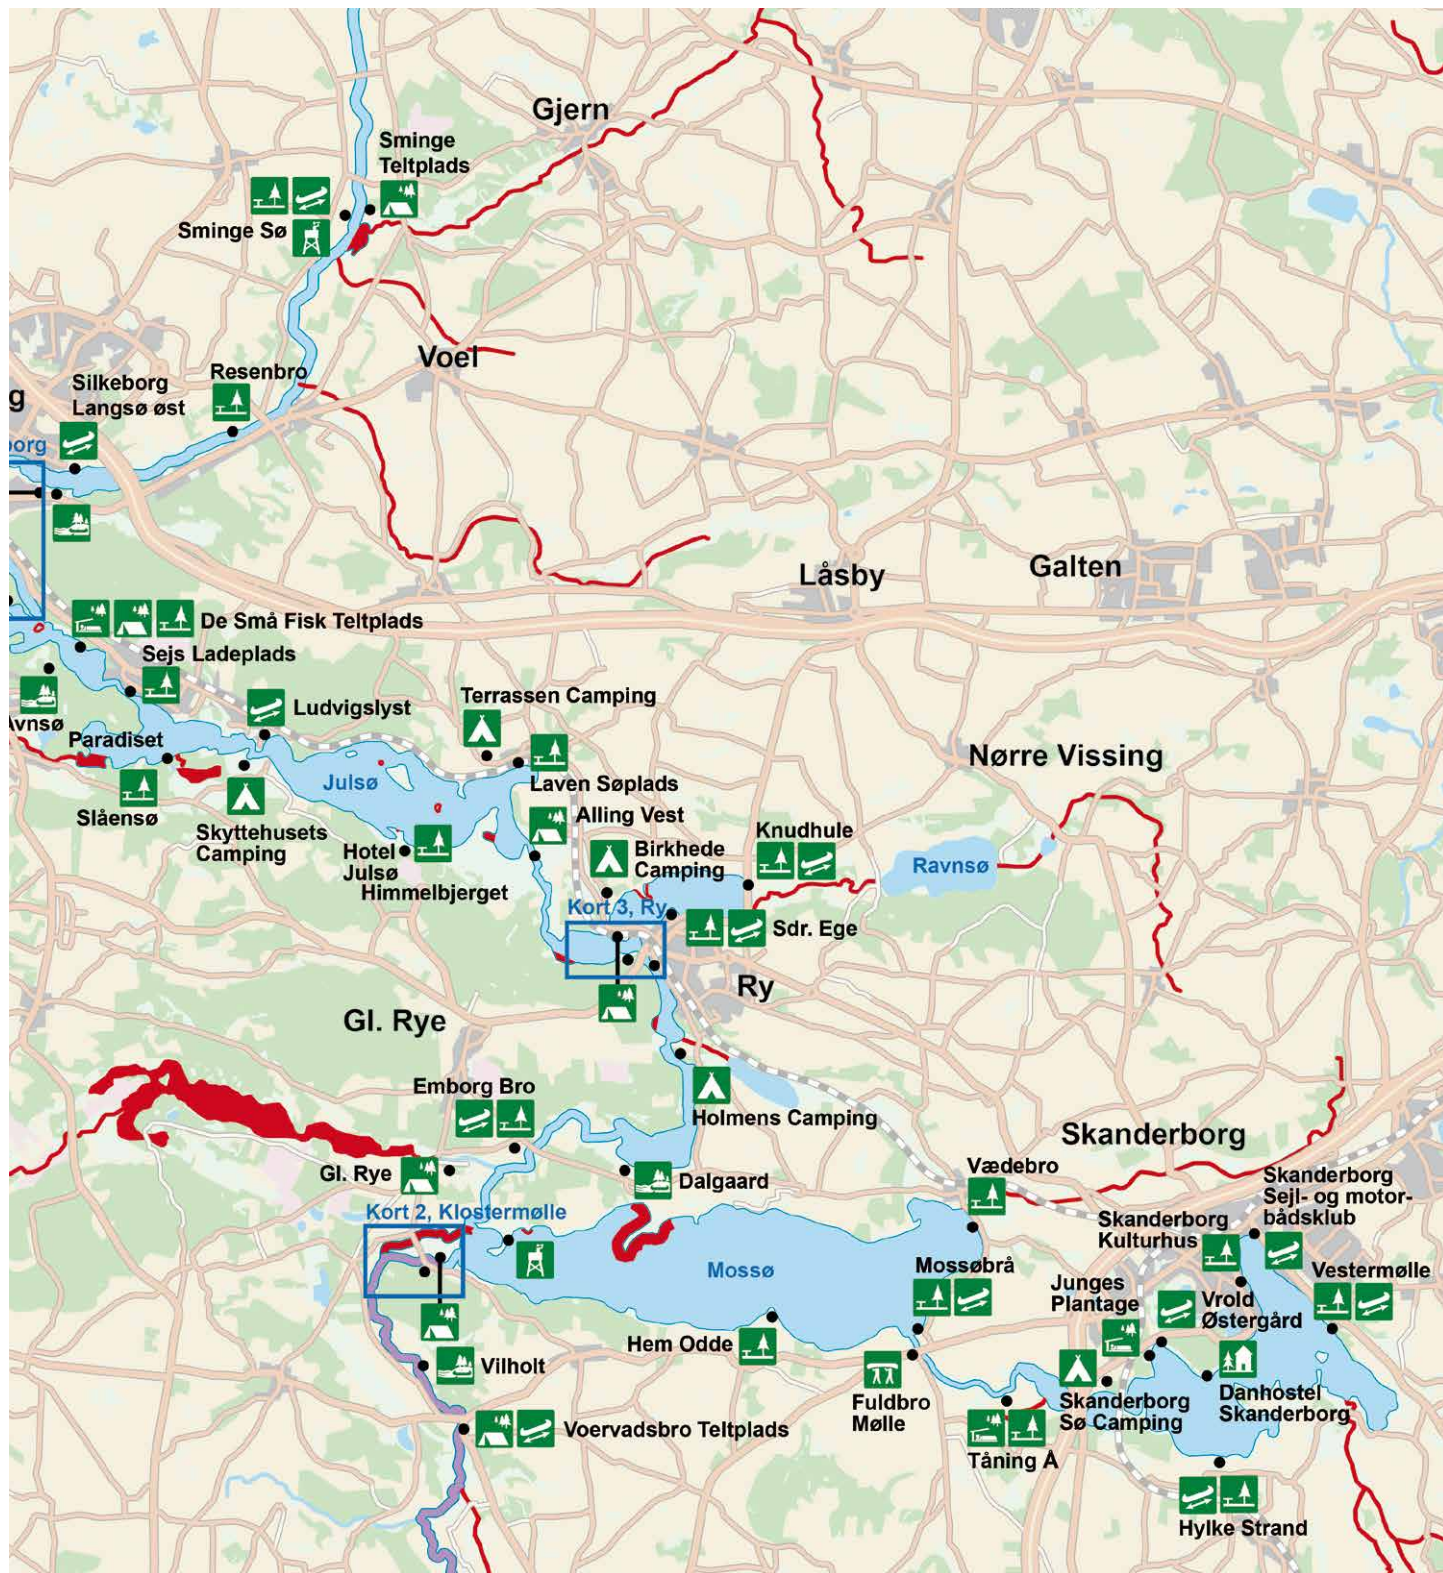 Gjern
Sminge
Teltplads
Sminge Sø
Voel
Resenbro
Silkeborg
Langsø øst
g
borg
Låsby
Galten
De Små Fisk Teltplads
Sejs Ladeplads
Avnsø
Ludvigslyst
Terrassen Camping
Paradiset
Slåensø
Skyttehusets
Camping
Julsø
Laven Søplads
Nørre Vissing
Alling Vest
Hotel
Julsø
Himmelbjerget
Birkhede
Camping
Knudhule
Ravnsø
Kort 3, Ry
Sdr. Ege
Ry
Gl. Rye
Emborg Bro
Holmens Camping
Skanderborg
Gl. Rye
Dalgaard
Vædebro
Skanderborg
Sejl- og motor-
bådsklub
Kort 2, Klostermølle
Skanderborg
Kulturhus
Mossø
Mossøbrå
Junges
Plantage
Vrold
Østergård
Vestermølle
Hem Odde
Vilholt
Fuldbro
Mølle
Skanderborg
Sø Camping
Danhostel
Skanderborg
Voervadsbro Teltplads
Tåning Å
Hylke Strand